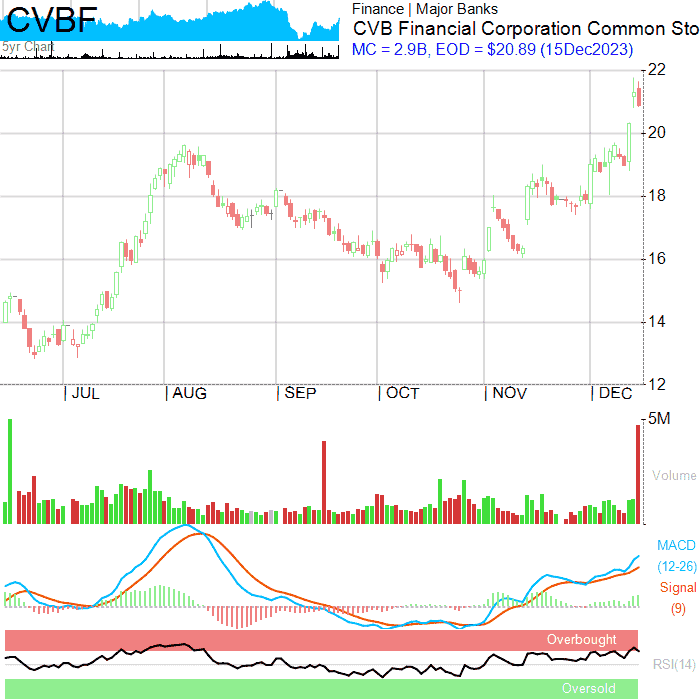 CVBF
5yr Chart
Finance | Major Banks
CVB Financial Corporation Common Sto
MC = 2.9B, EOD = $20.89 (15Dec2023)
22
20
18
16
14
12
JUL AUG SEP OCT NOV DEC
5M
Volume
MACD
(12-26)
Signal
(9)
Overbought
RSI(14)
Oversold